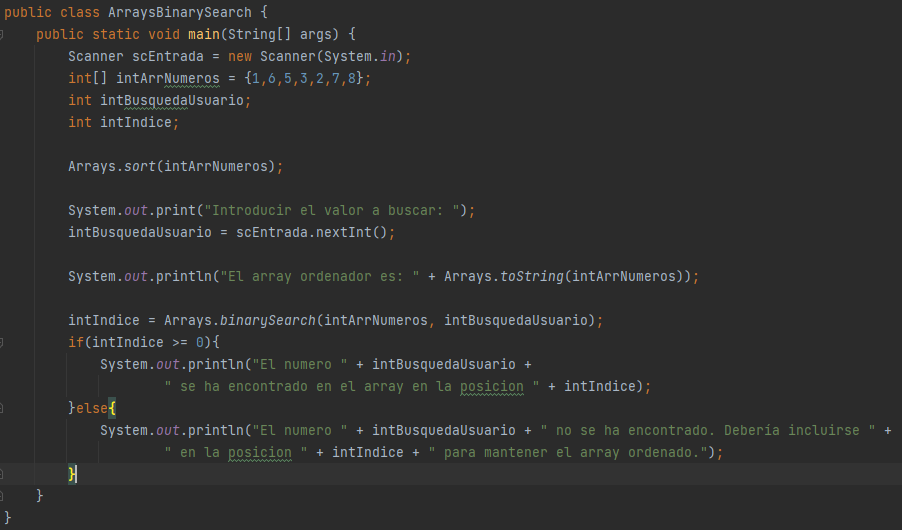 public class ArraysBinarySearch {
public static void main(String[] args) {
Scanner scEntrada = new Scanner(System.in);
int[] intArrNumeros = {1,6,5,3,2,7,8};
int intBusquedaUsuario;
int intIndice;
Arrays.sort(intArrNumeros);
System.out.print("Introducir el valor a buscar: ");
intBusquedaUsuario = scEntrada.nextInt();
System.out.println("El array ordenador es: " + Arrays.toString(intArrNumeros));
intIndice = Arrays.binarySearch(intArrNumeros, intBusquedaUsuario);
if(intIndice >= 0){
System.out.println("El numero " + intBusquedaUsuario +
" se ha encontrado en el array en la posicion " + intIndice);
}else{
System.out.println("El numero " + intBusquedaUsuario + " no se ha encontrado. Debería incluirse " +
" en la posicion " + intIndice + " para mantener el array ordenado.");
}
}
}